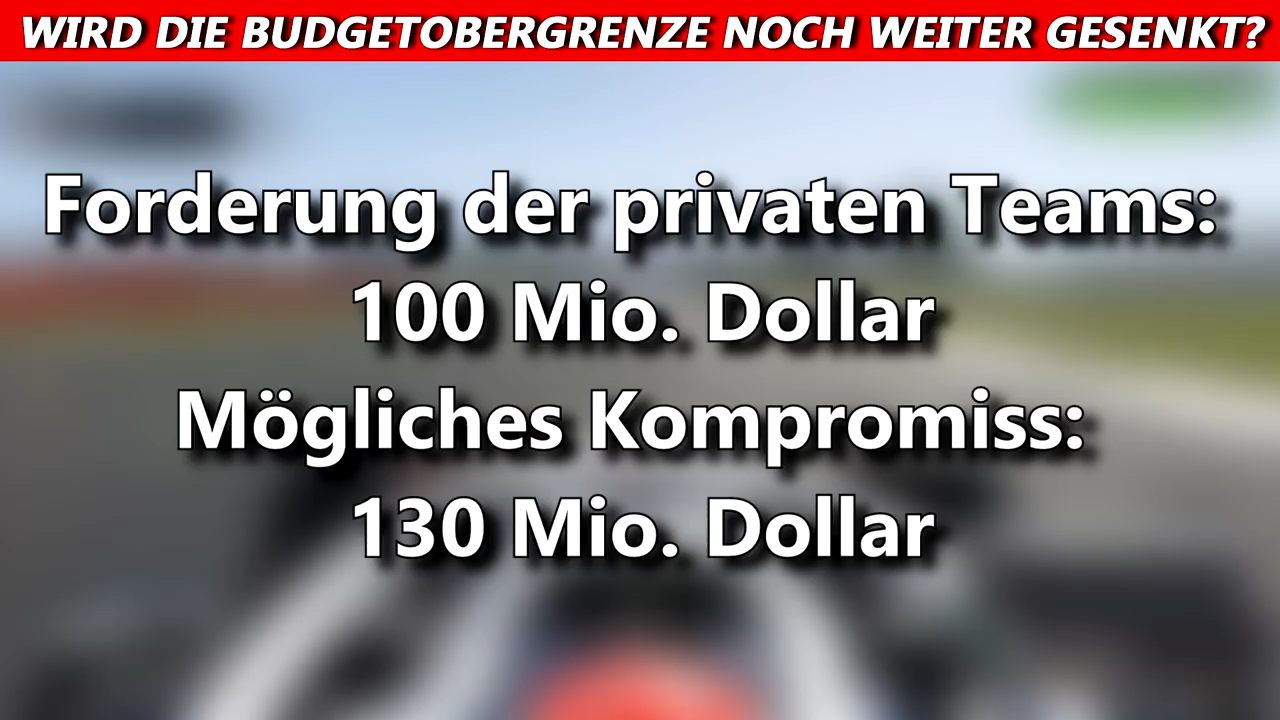 WIRD DIE BUDGETOBERGRENZE NOCH WEITER GESENKT?
Forderung der privaten Teams:
100 Mio. Dollar
Mögliches Kompromiss:
130 Mio. Dollar